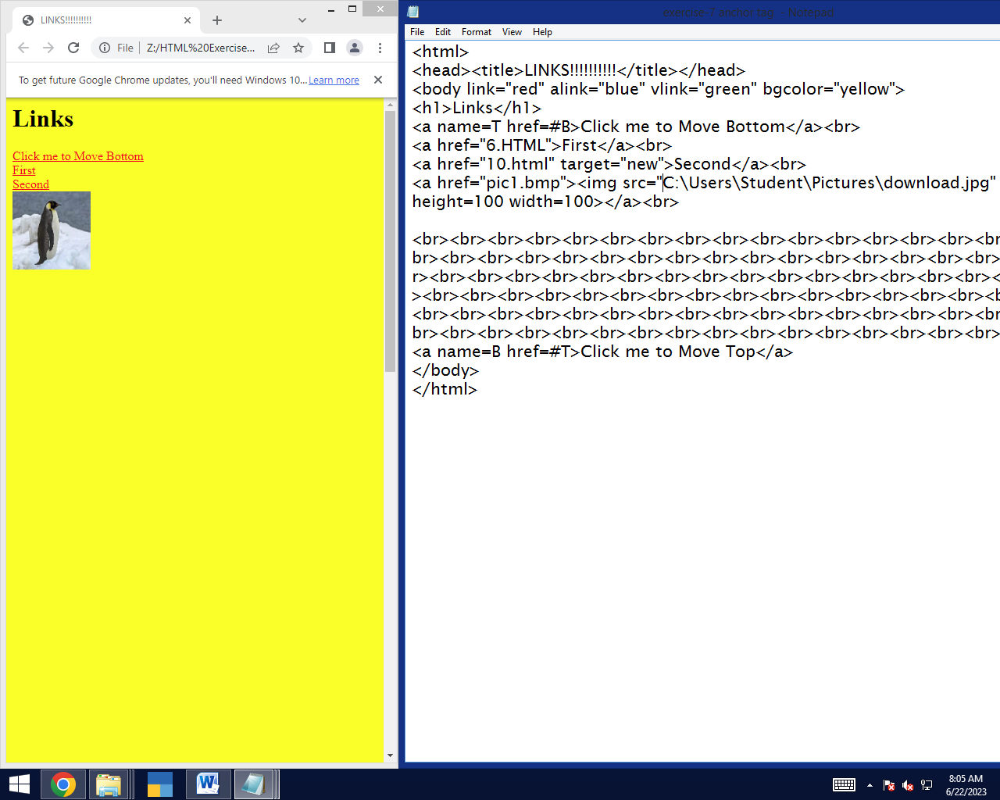 LINKS!!!!!!!!!!
File
Z:/HTML%20Exercise...
To get future Google Chrome updates, you'll need Windows 10... Learn more
Links
Click me to Move Bottom
First
Second
exercise-7 anchor tag - Notepad
File Edit Format View Help
<html>
<head><title>LINKS!!!!!!!!!!</title></head>
<body link="red" alink="blue" vlink="green" bgcolor="yellow">
<h1>Links</h1>
<a name=T href=#B>Click me to Move Bottom</a><br>
<a href="6.HTML">First</a><br>
<a href="10.html" target="new">Second</a><br>
<a href="pic1.bmp"><img src="C:\Users\Student\Pictures\download.jpg"
height=100 width=100></a><br>
<br><br><br><br><br><br><br><br><br><br><br><br><br><br><br><br
br><br><br><br><br><br><br><br><br><br><br><br><br><br><br><br>
r><br><br><br><br><br><br><br><br><br><br><br><br><br><br><br><
><br><br><br><br><br><br><br><br><br><br><br><br><br><br><br><b
<br><br><br><br><br><br><br><br><br><br><br><br><br><br><br><br
br><br><br><br><br><br><br><br><br><br><br><br><br><br><br><br>
<a name=B href=#T>Click me to Move Top</a>
</body>
</html>
8:05 AM
6/22/2023